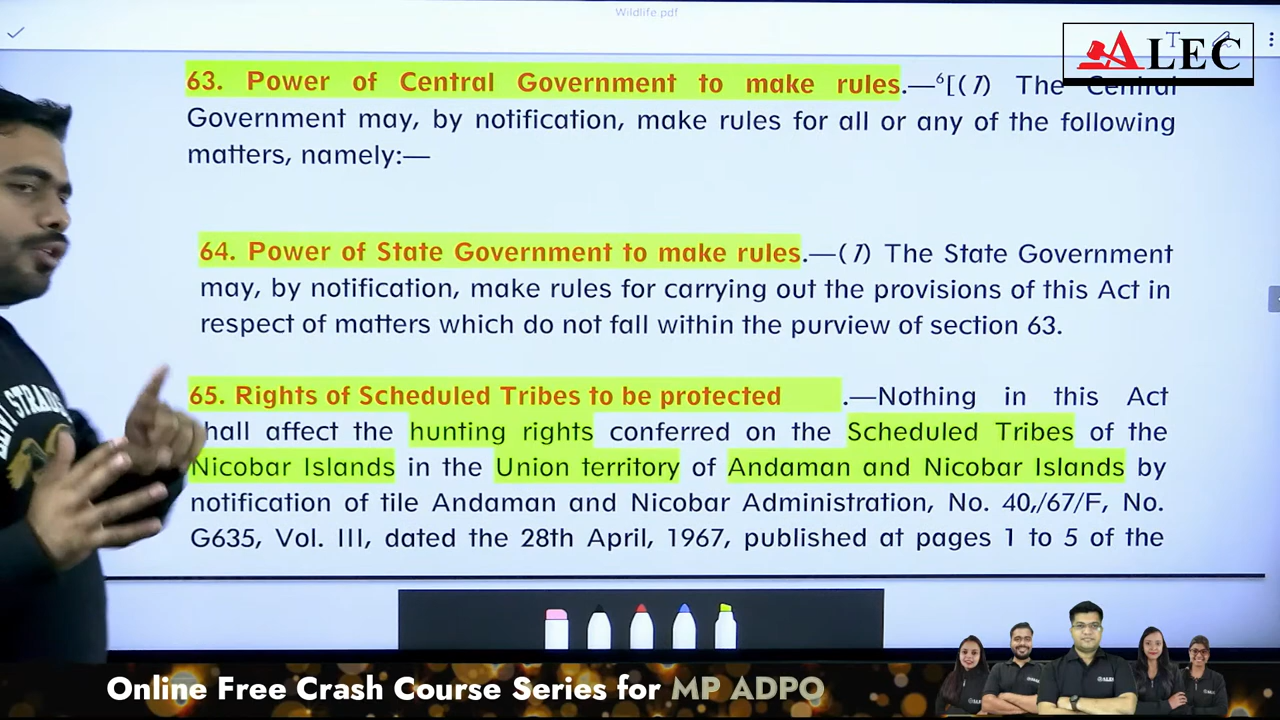 Wildlife.pdf
ALEC
63. Power of Central Government to make rules.—⁶[(1) The Central
Government may, by notification, make rules for all or any of the following
matters, namely:—
64. Power of State Government to make rules.—(1) The State Government
may, by notification, make rules for carrying out the provisions of this Act in
respect of matters which do not fall within the purview of section 63.
65. Rights of Scheduled Tribes to be protected .—Nothing in this Act
hall affect the hunting rights conferred on the Scheduled Tribes of the
Nicobar Islands in the Union territory of Andaman and Nicobar Islands by
notification of tile Andaman and Nicobar Administration, No. 40,/67/F, No.
G635, Vol. III, dated the 28th April, 1967, published at pages 1 to 5 of the
Online Free Crash Course Series for MP ADPO